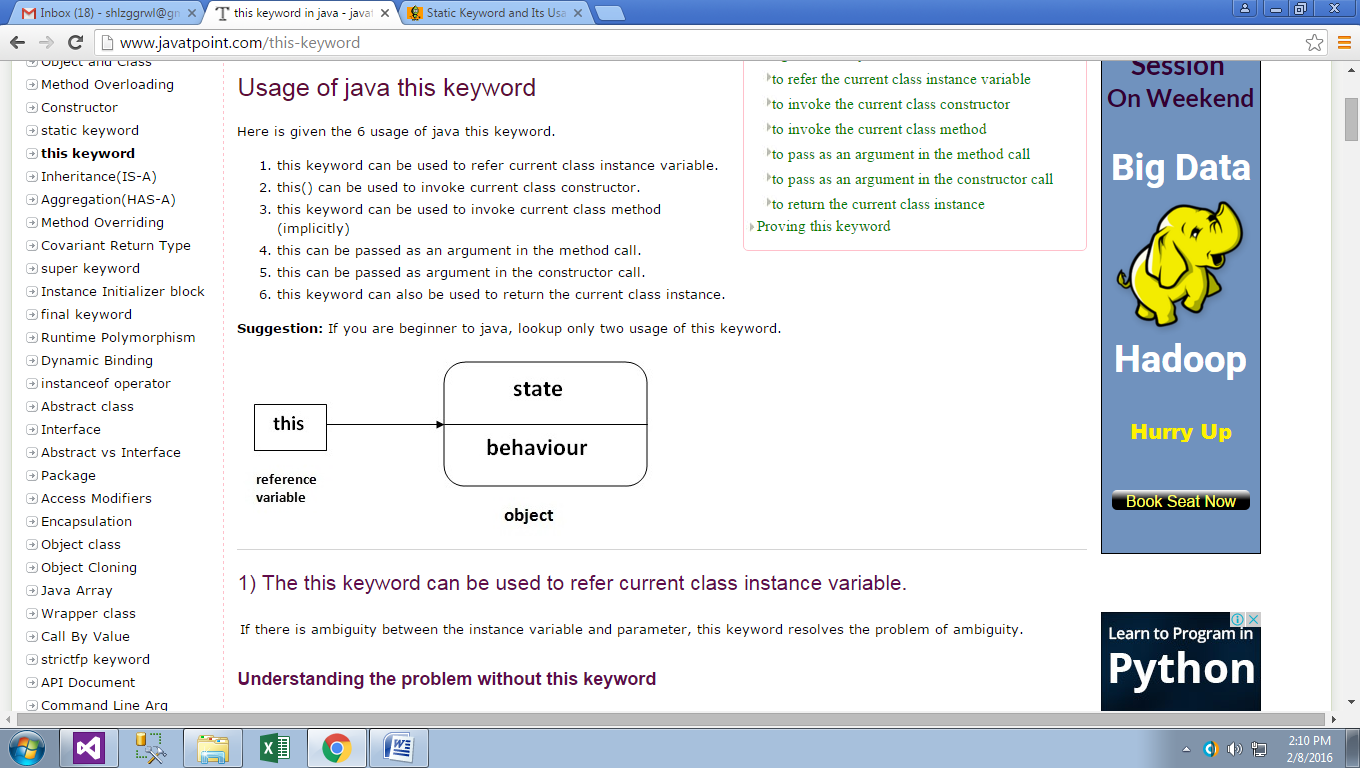 Inbox (18) - shlzggrwl@gm
this keyword in java - javat
Static Keyword and Its Usa
www.javatpoint.com/this-keyword
Object and Class
Method Overloading
Constructor
static keyword
this keyword
Inheritance(IS-A)
Aggregation(HAS-A)
Method Overriding
Covariant Return Type
super keyword
Instance Initializer block
final keyword
Runtime Polymorphism
Dynamic Binding
instanceof operator
Abstract class
Interface
Abstract vs Interface
Package
Access Modifiers
Encapsulation
Object class
Object Cloning
Java Array
Wrapper class
Call By Value
strictfp keyword
API Document
Command Line Arg
Usage of java this keyword
Here is given the 6 usage of java this keyword.
1. this keyword can be used to refer current class instance variable.
2. this() can be used to invoke current class constructor.
3. this keyword can be used to invoke current class method
(implicitly)
4. this can be passed as an argument in the method call.
5. this can be passed as argument in the constructor call.
6. this keyword can also be used to return the current class instance.
Suggestion: If you are beginner to java, lookup only two usage of this keyword.
this
reference
variable
state
behaviour
object
1) The this keyword can be used to refer current class instance variable.
If there is ambiguity between the instance variable and parameter, this keyword resolves the problem of ambiguity.
Understanding the problem without this keyword
to refer the current class instance variable
to invoke the current class constructor
to invoke the current class method
to pass as an argument in the method call
to pass as an argument in the constructor call
to return the current class instance
Proving this keyword
Session
On Weekend
Big Data
Hadoop
Hurry Up
Book Seat Now
Learn to Program in
Python
2:10 PM
2/8/2016